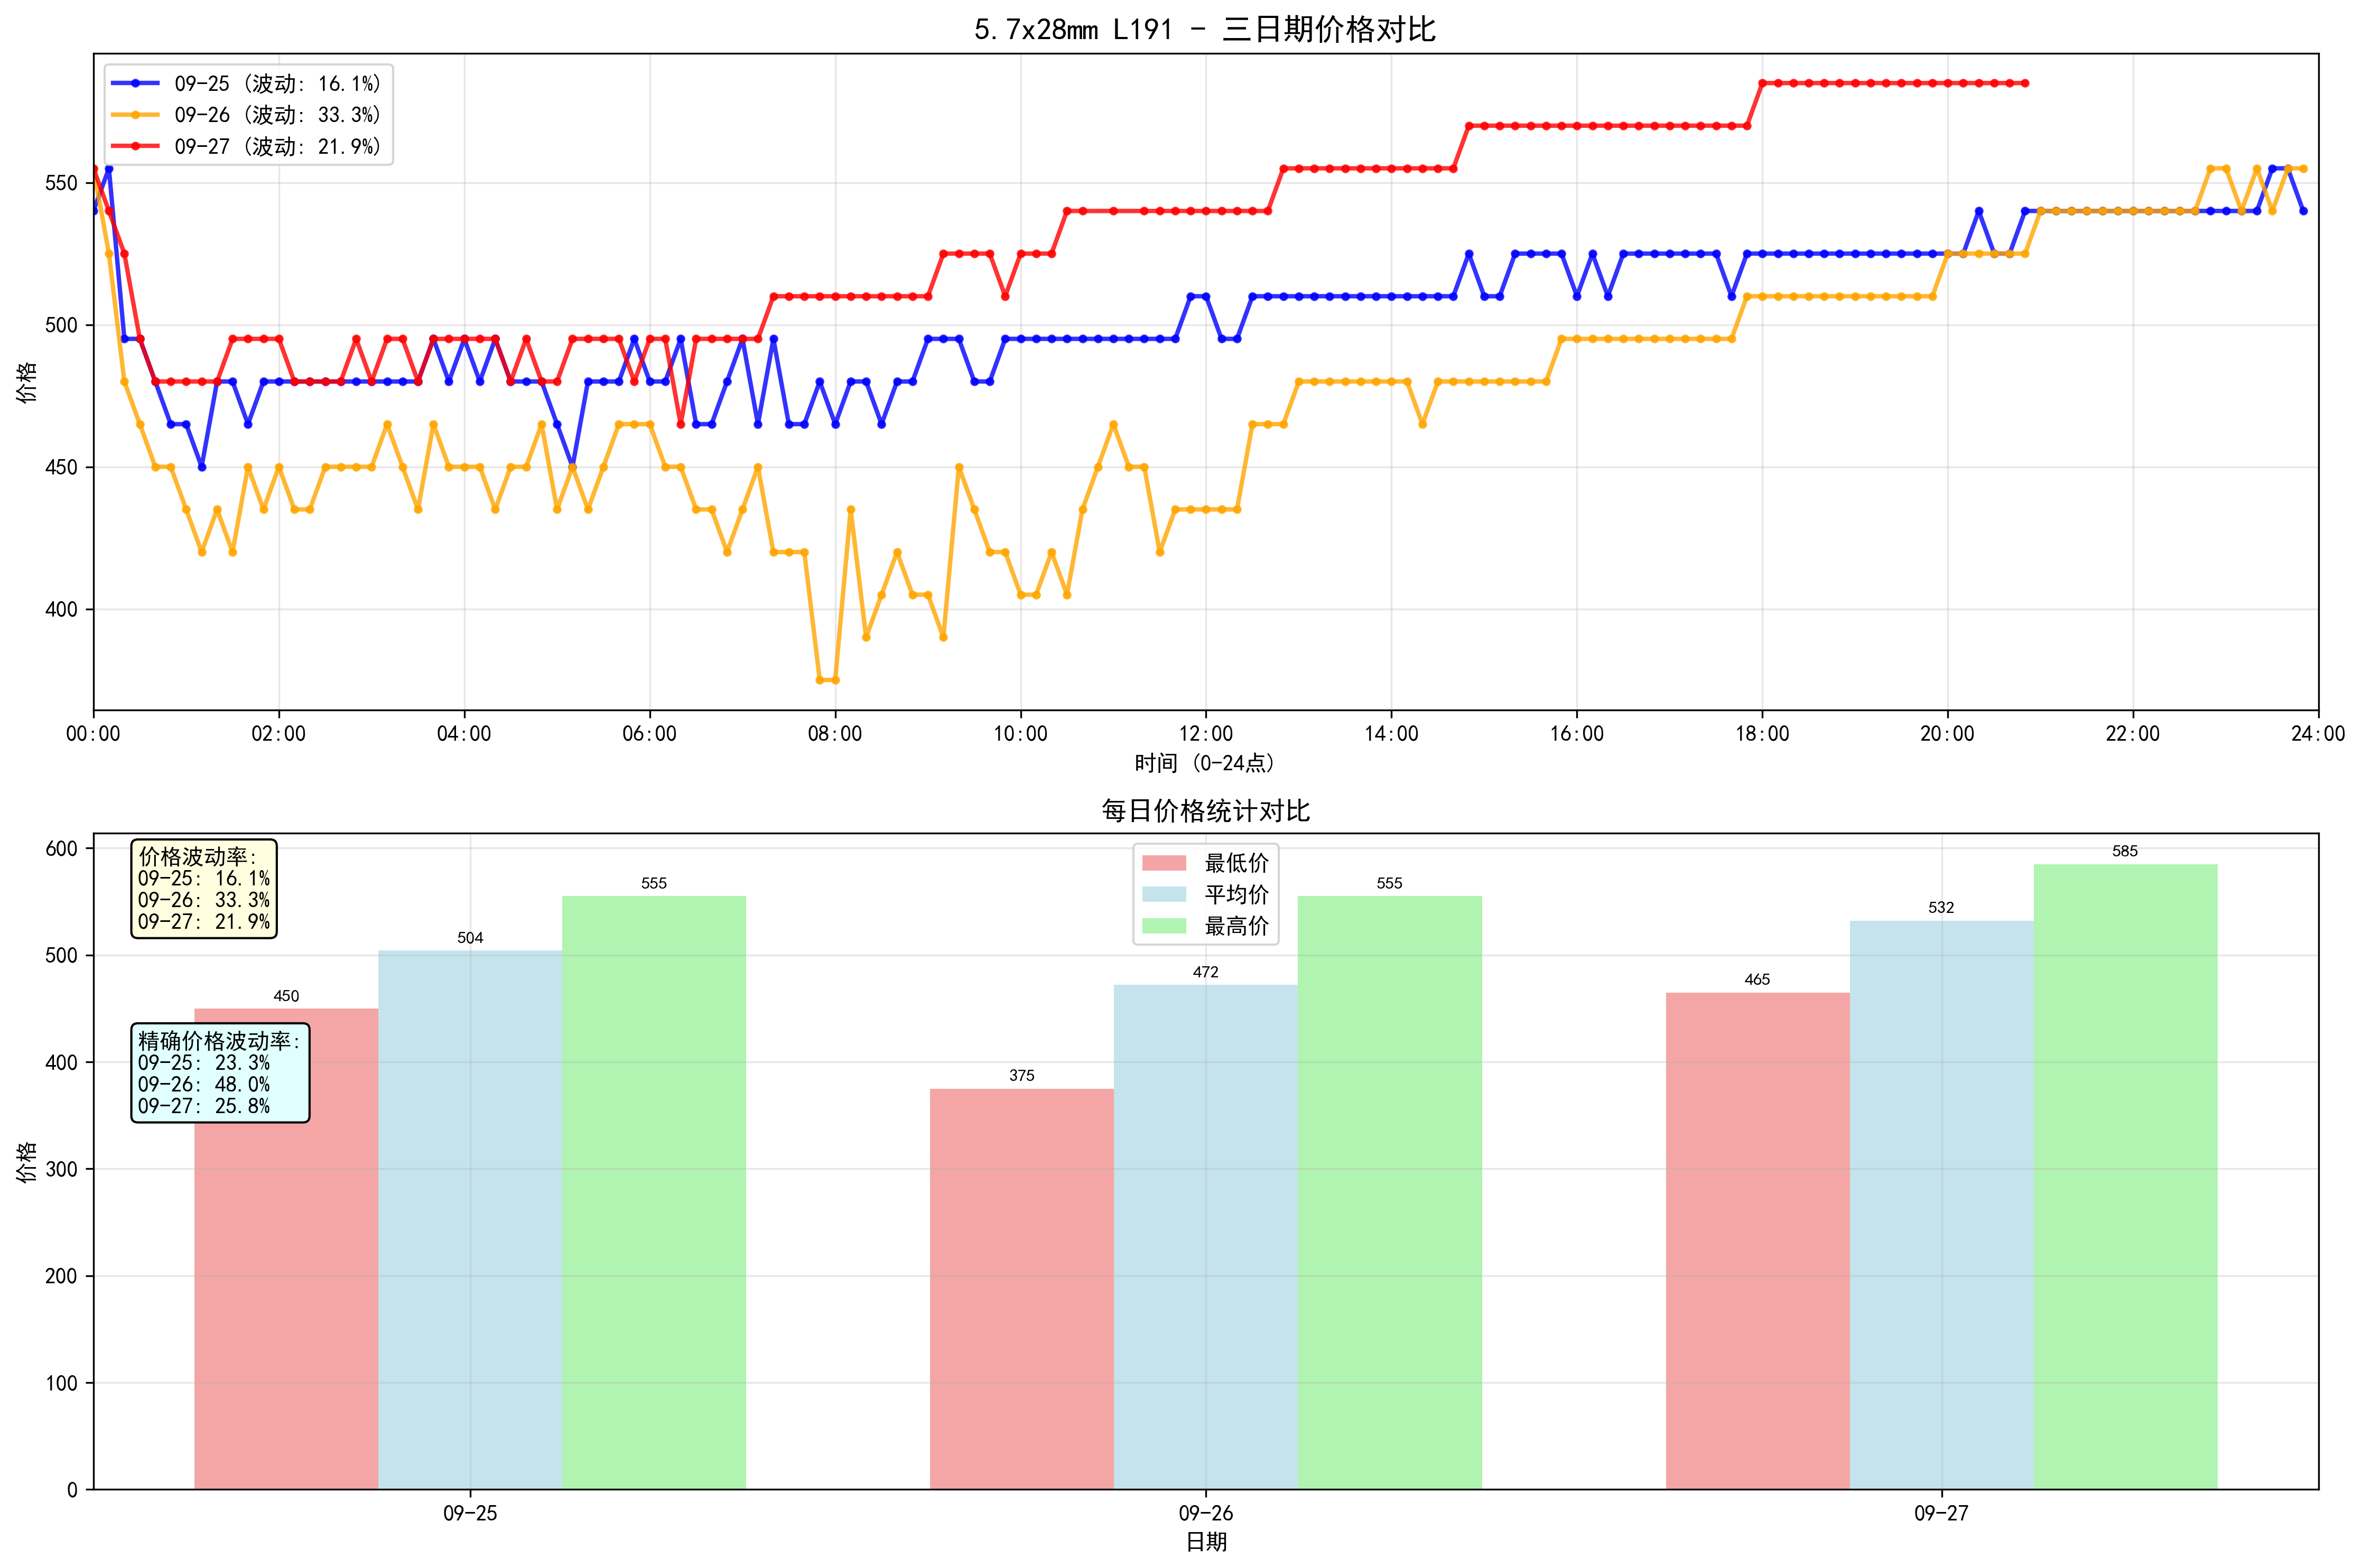 5.7x28mm L191 - 三日期价格对比
09-25 (波动: 16.1%)
09-26 (波动: 33.3%)
09-27 (波动: 21.9%)
价格
550
500
450
400
00:00 02:00 04:00 06:00 08:00 10:00 12:00 14:00 16:00 18:00 20:00 22:00 24:00
时间 (0-24点)
每日价格统计对比
价格波动率:
09-25: 16.1%
09-26: 33.3%
09-27: 21.9%
精确价格波动率:
09-25: 23.3%
09-26: 48.0%
09-27: 25.8%
最低价
平均价
最高价
450 504 555
375 472 555
465 532 585
价格
600
500
400
300
200
100
0
09-25 09-26 09-27
日期